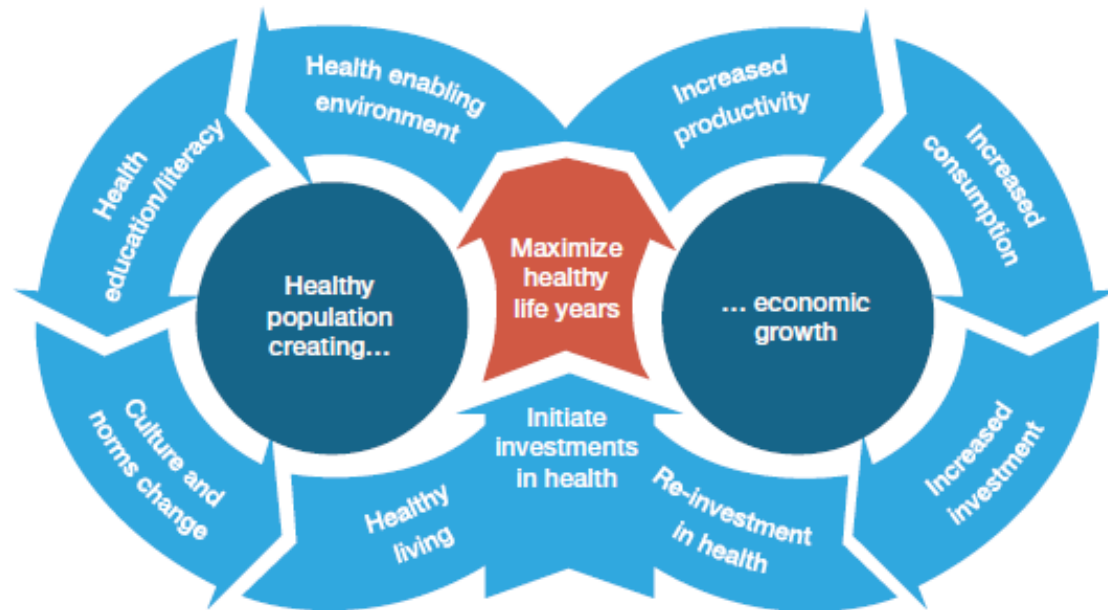 Health enabling
environment
Health
education/literacy
Culture and
norms change
Healthy
living
Healthy
population
creating...
Maximize
healthy
life years
Initiate
investments
in health
Increased
productivity
Increased
consumption
Increased
investment
Re-investment
in health
... economic
growth